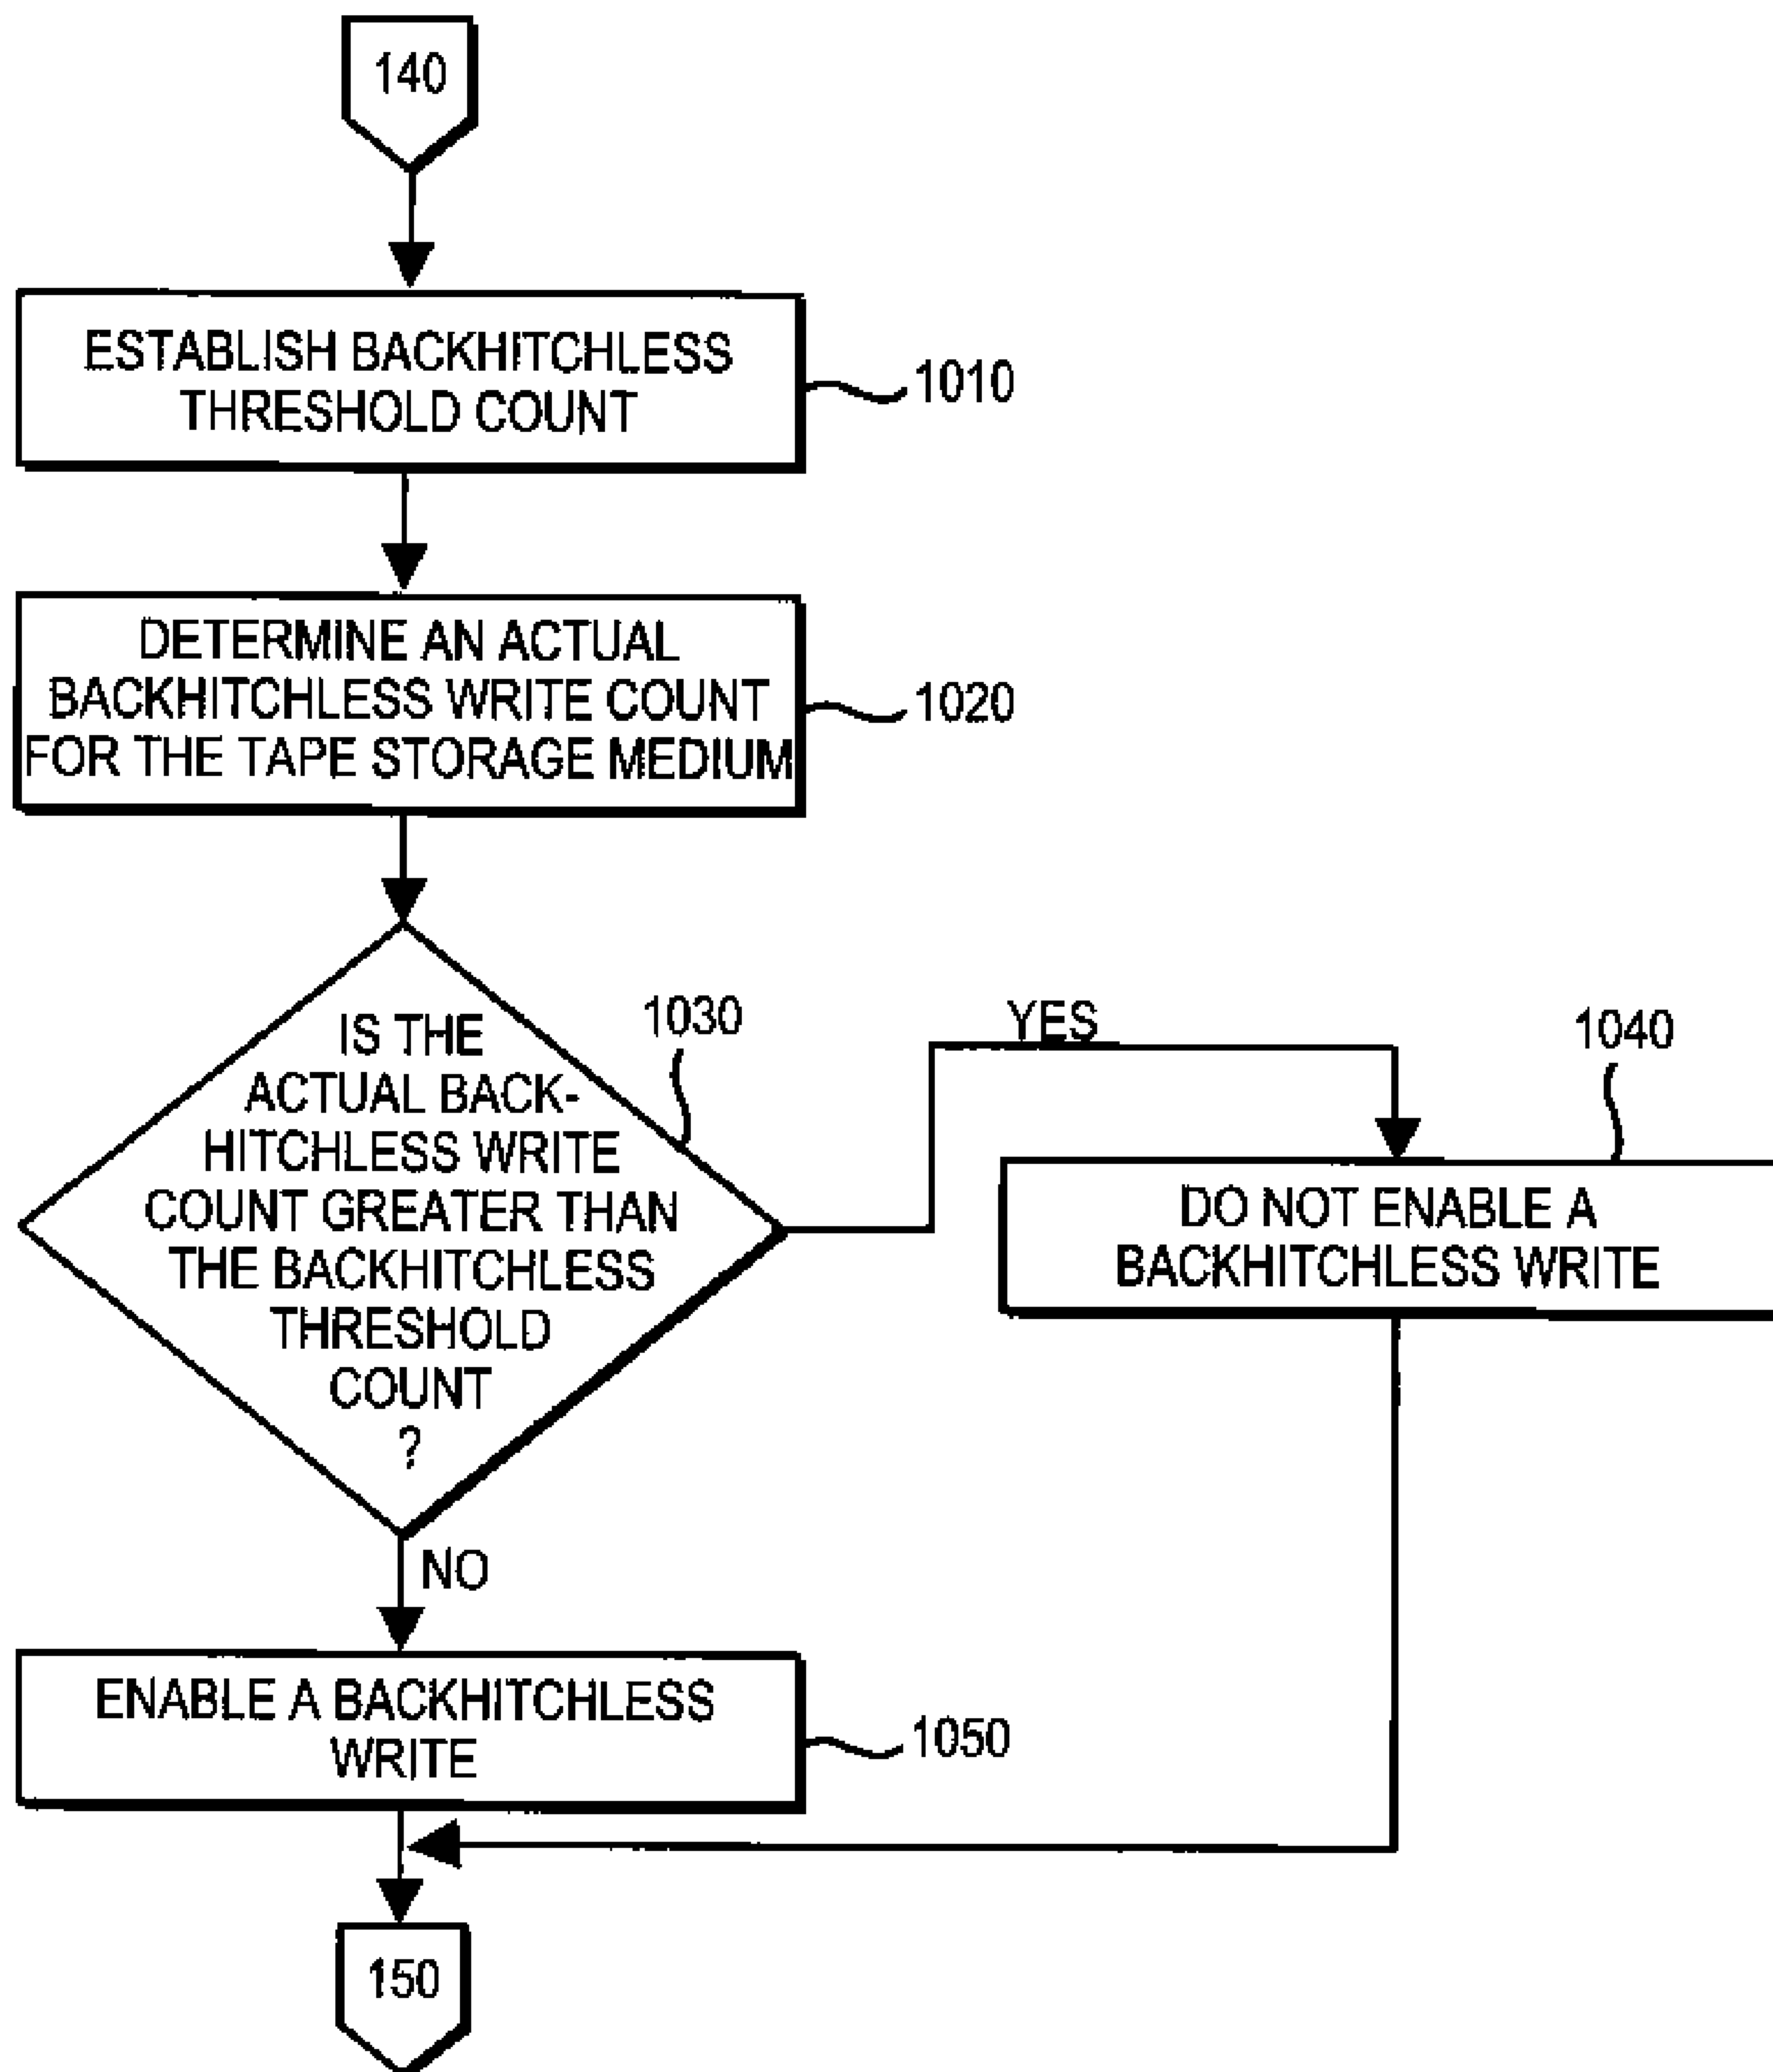 140
ESTABLISH BACKHITCHLESS
THRESHOLD COUNT
1010
DETERMINE AN ACTUAL
BACKHITCHLESS WRITE COUNT
FOR THE TAPE STORAGE MEDIUM
1020
IS THE
ACTUAL BACK-
HITCHLESS WRITE
COUNT GREATER THAN
THE BACKHITCHLESS
THRESHOLD
COUNT
?
1030
YES
1040
DO NOT ENABLE A
BACKHITCHLESS WRITE
NO
ENABLE A BACKHITCHLESS
WRITE
1050
150